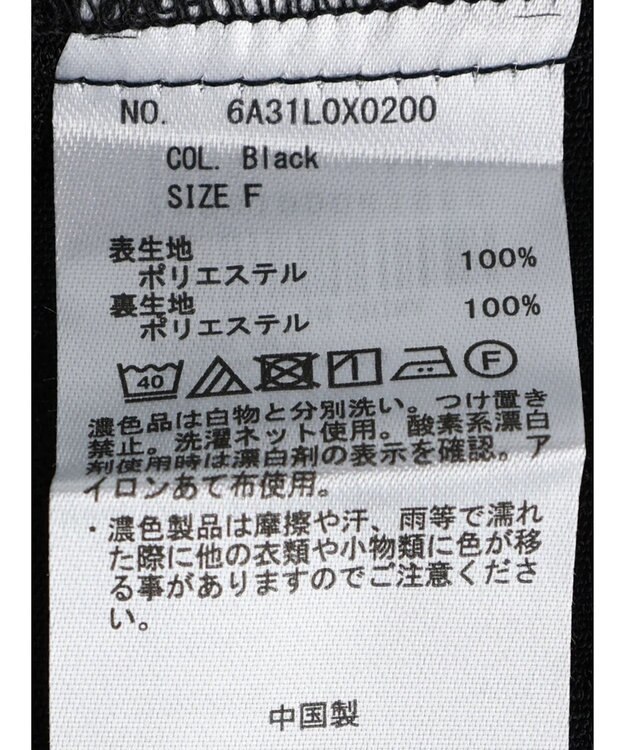 NO. 6A31L0X0200
COL. Black
SIZE F
表生地
ポリエステル 100%
裏生地
ポリエステル 100%
40 F
濃色品は白物と分別洗い。つけ置き
禁止。洗濯ネット使用。酸素系漂白
剤使用時は漂白剤の表示を確認。ア
イロンあて布使用。
・濃色製品は摩擦や汗、雨等で濡れ
た際に他の衣類や小物類に色が移
る事がありますのでご注意くださ
い。
中国製